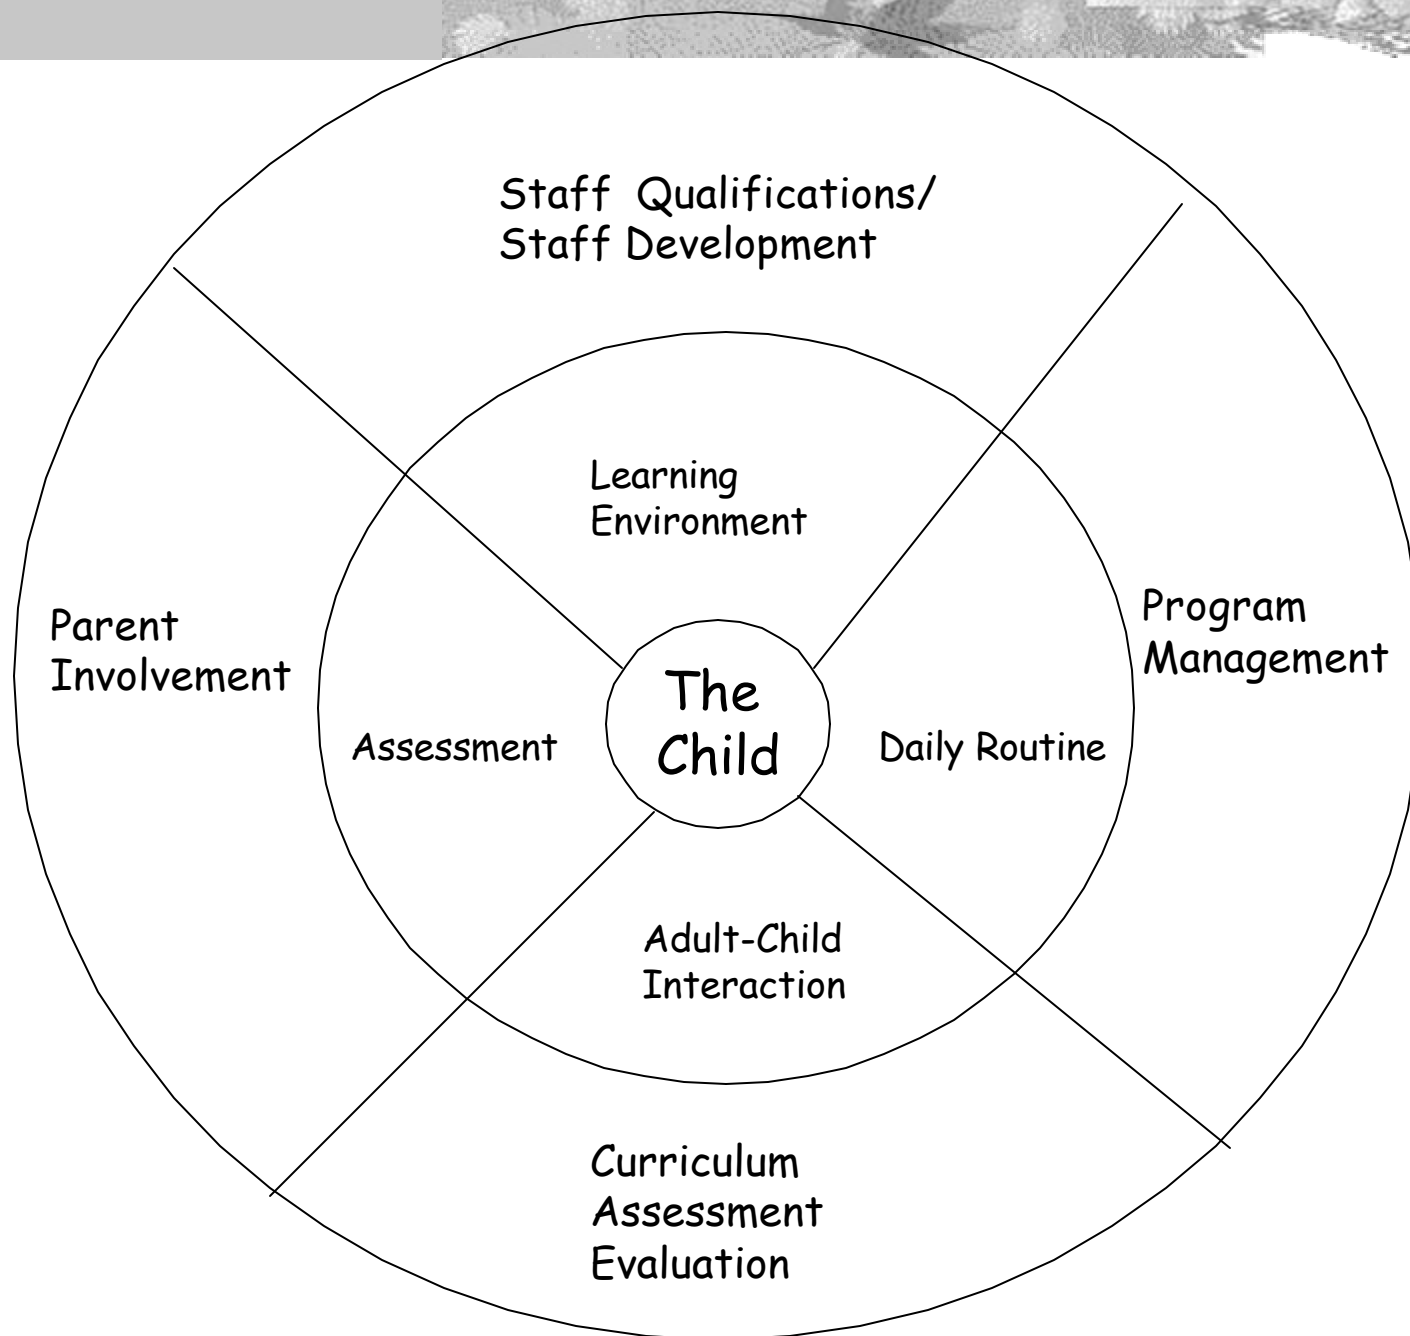 Staff Qualifications/
Staff Development
Learning
Environment
Parent
Involvement
Program
Management
The
Child
Assessment
Daily Routine
Adult-Child
Interaction
Curriculum
Assessment
Evaluation